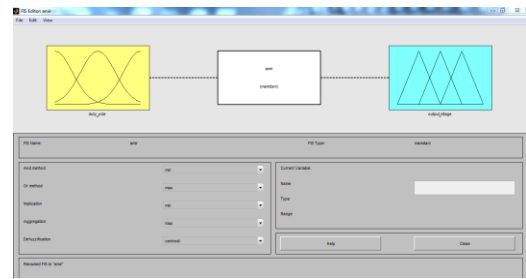 FIS Editor: amir
File Edit View
amir
(mamdani)
duty_cycle
output_voltage
FIS Name: amir FIS Type: mamdani
And method min
Or method max
Implication min
Aggregation max
Defuzzification centroid
Current Variable
Name
Type
Range
Help Close
Renamed FIS to "amir"